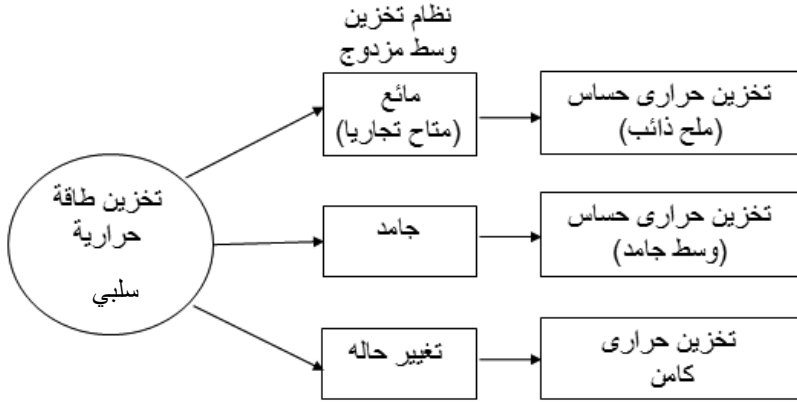 نظام تخزين
وسط مزدوج
مائع
(متاح تجاريا)
تخزين حرارى حساس
(ملح ذائب)
تخزين طاقة
حرارية
سلبي
جامد
تخزين حرارى حساس
(وسط جامد)
تغيير حاله
تخزين حرارى
كامن